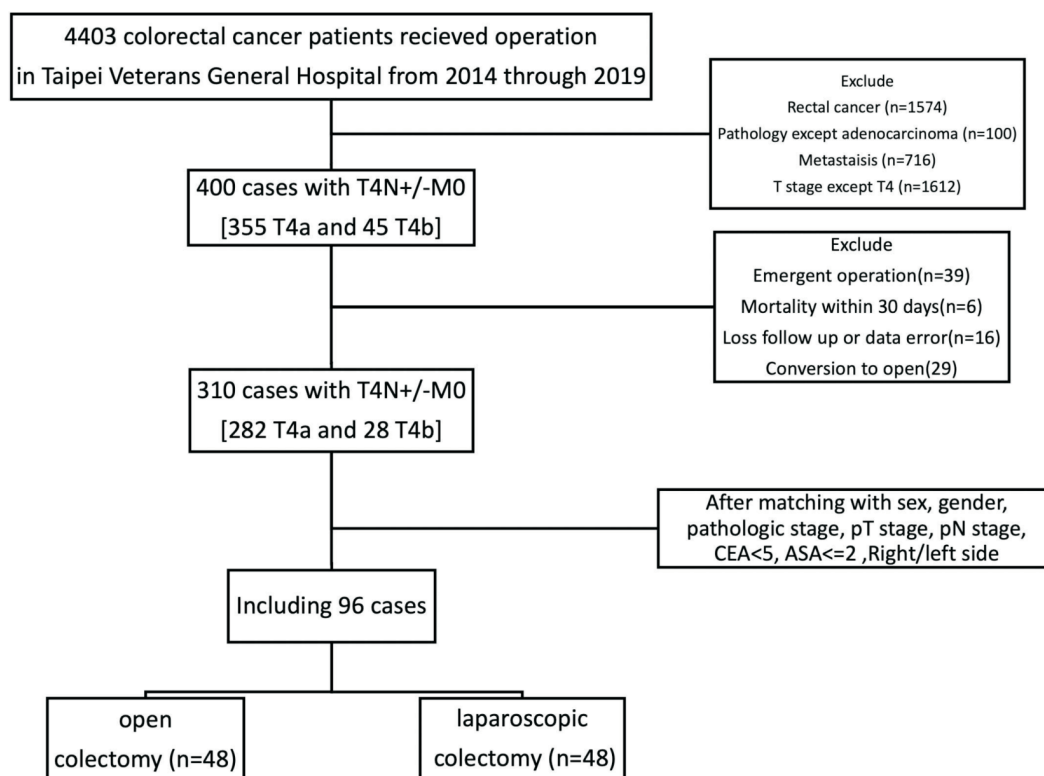 4403 colorectal cancer patients recieved operation
in Taipei Veterans General Hospital from 2014 through 2019
Exclude
Rectal cancer (n=1574)
Pathology except adenocarcinoma (n=100)
Metastaisis (n=716)
T stage except T4 (n=1612)
400 cases with T4N+/-M0
[355 T4a and 45 T4b]
Exclude
Emergent operation(n=39)
Mortality within 30 days(n=6)
Loss follow up or data error(n=16)
Conversion to open(29)
310 cases with T4N+/-M0
[282 T4a and 28 T4b]
After matching with sex, gender,
pathologic stage, pT stage, pN stage,
CEA<5, ASA<=2 ,Right/left side
Including 96 cases
open
colectomy (n=48)
laparoscopic
colectomy (n=48)